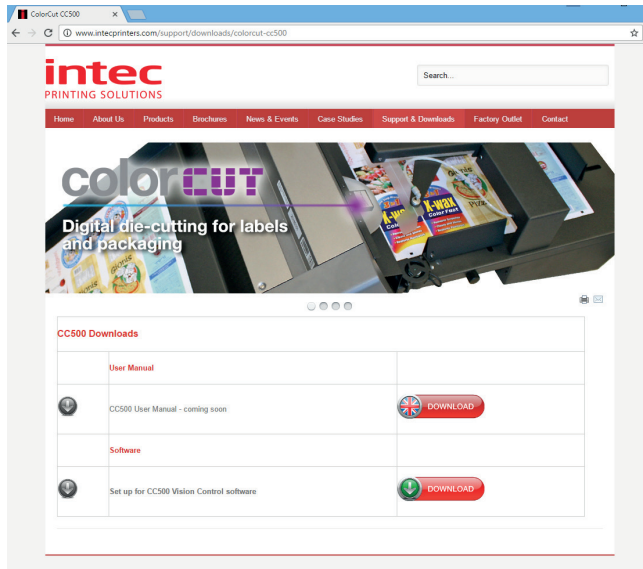 ColorCut CC500
www.intecprinters.com/support/downloads/colorcut-cc500
intec
PRINTING SOLUTIONS
Search...
Home About Us Products Brochures News & Events Case Studies Support & Downloads Factory Outlet Contact
colorcut
Digital die-cutting for labels
and packaging
K-WAX
Color Fast
CC500 Downloads
User Manual
CC500 User Manual - coming soon
DOWNLOAD
Software
Set up for CC500 Vision Control software
DOWNLOAD